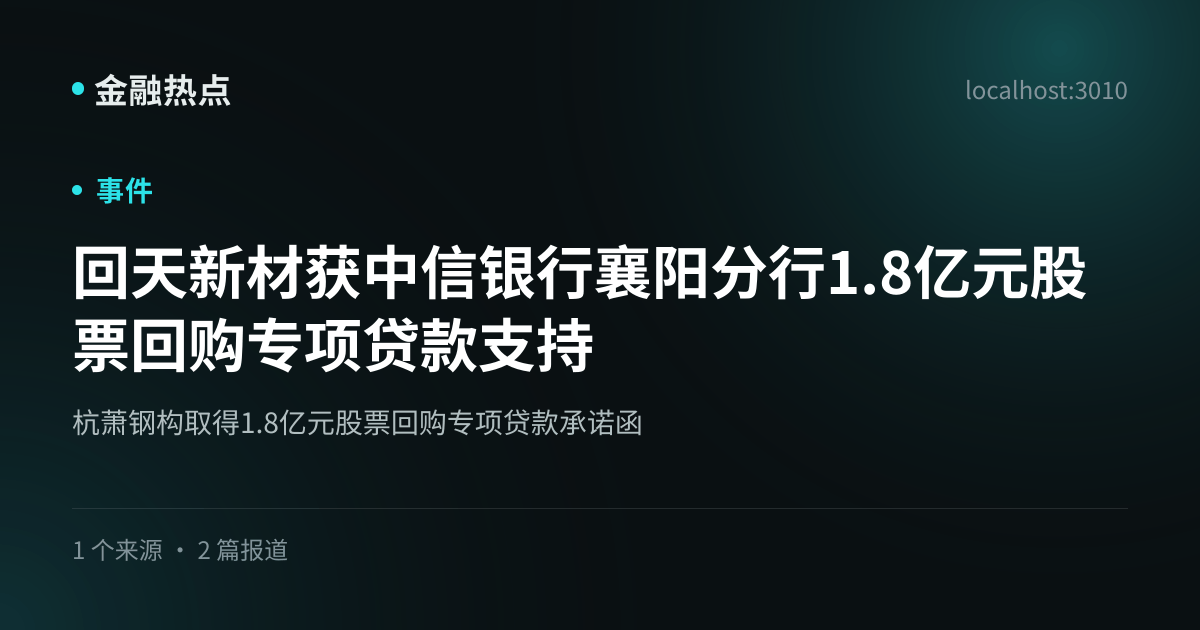 金融热点
localhost:3010
事件
回天新材获中信银行襄阳分行1.8亿元股
票回购专项贷款支持
杭萧钢构取得1.8亿元股票回购专项贷款承诺函
1 个来源 · 2 篇报道